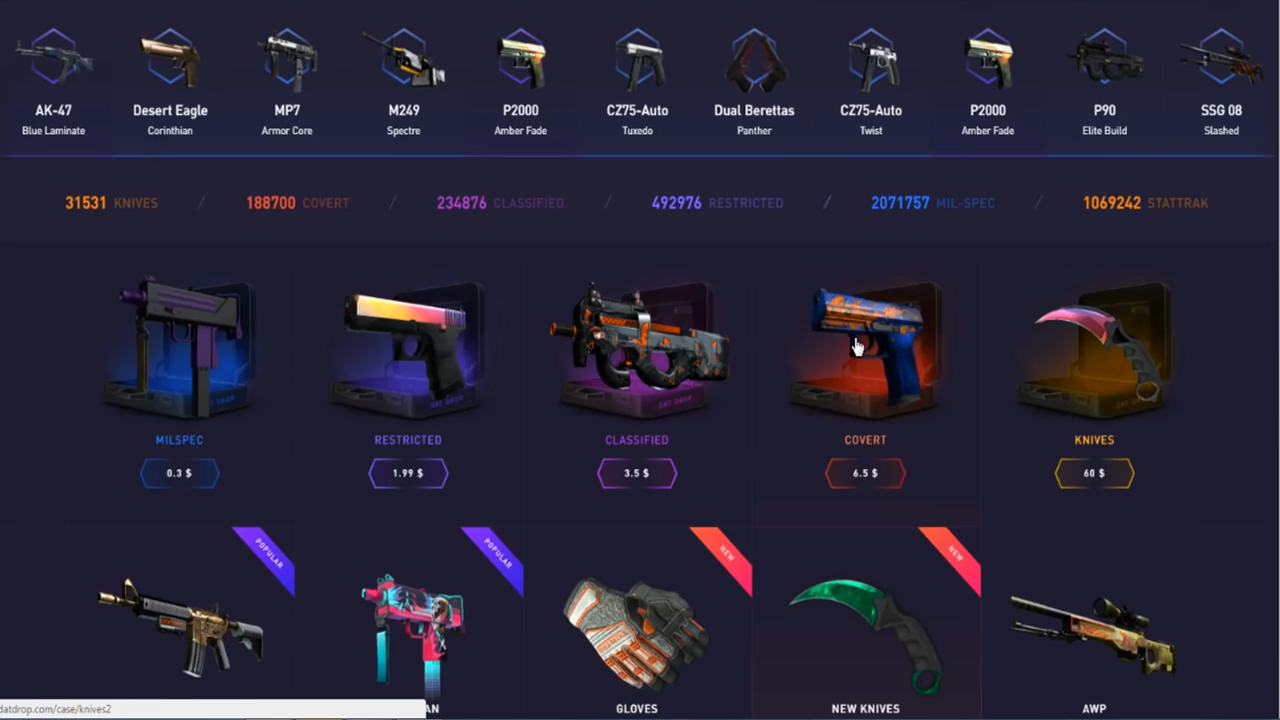 AK-47
Blue Laminate
Desert Eagle
Corinthian
MP7
Armor Core
M249
Spectre
P2000
Amber Fade
CZ75-Auto
Tuxedo
Dual Berettas
Panther
CZ75-Auto
Twist
P2000
Amber Fade
P90
Elite Build
SSG 08
Slashed
31531 KNIVES / 188700 COVERT / 234876 CLASSIFIED / 492976 RESTRICTED / 2071757 MIL-SPEC / 1069242 STATTRAK
MILSPEC
0.3 $
RESTRICTED
1.99 $
CLASSIFIED
3.5 $
COVERT
6.5 $
KNIVES
60 $
POPULAR
POPULAR
NEW
NEW
AN
GLOVES
NEW KNIVES
AWP
datdrop.com/case/knives2